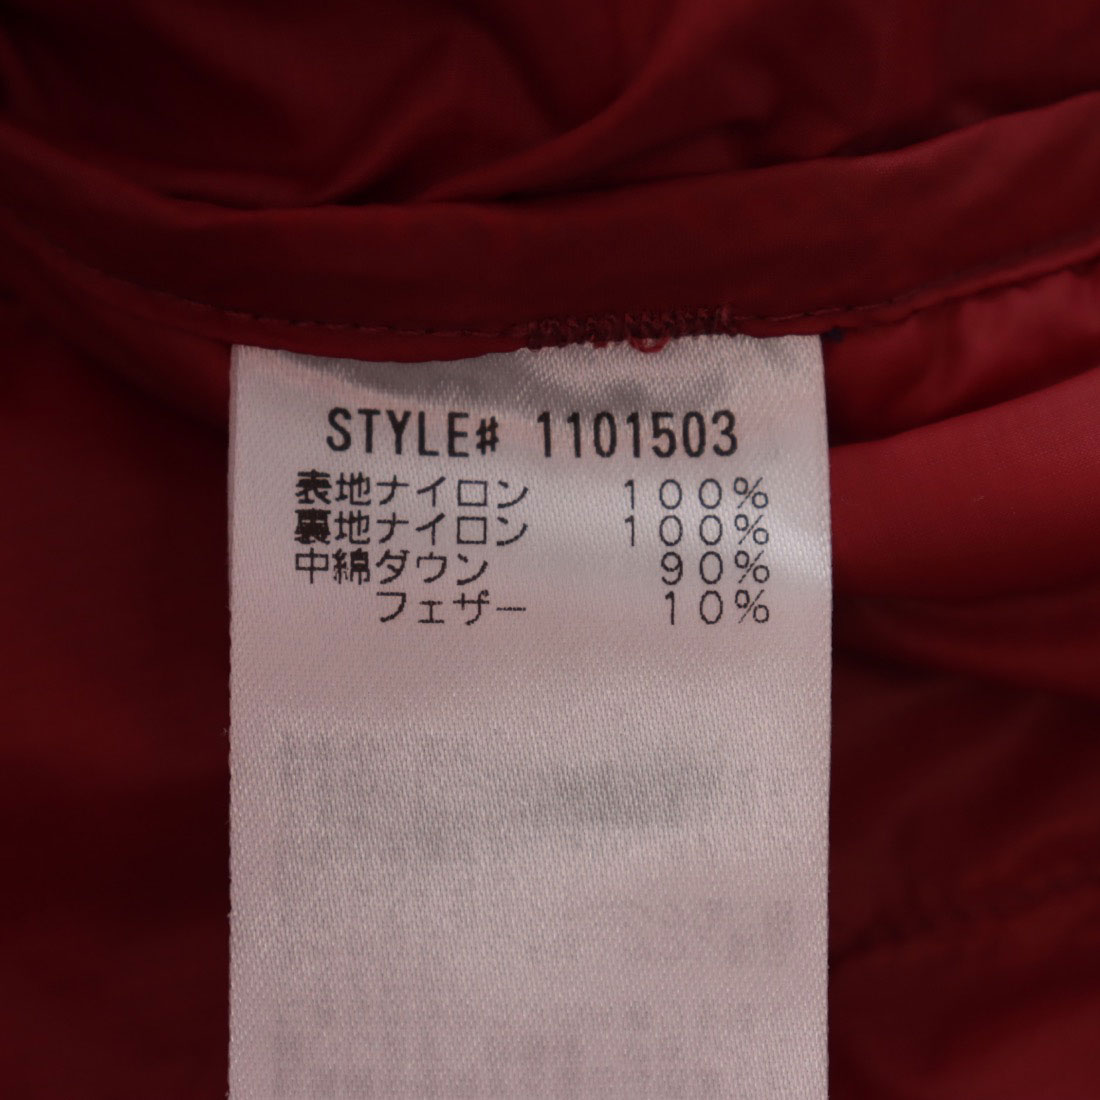 STYLE# 1101503
表地ナイロン 100%
裏地ナイロン 100%
中綿ダウン 90%
フェザー 10%